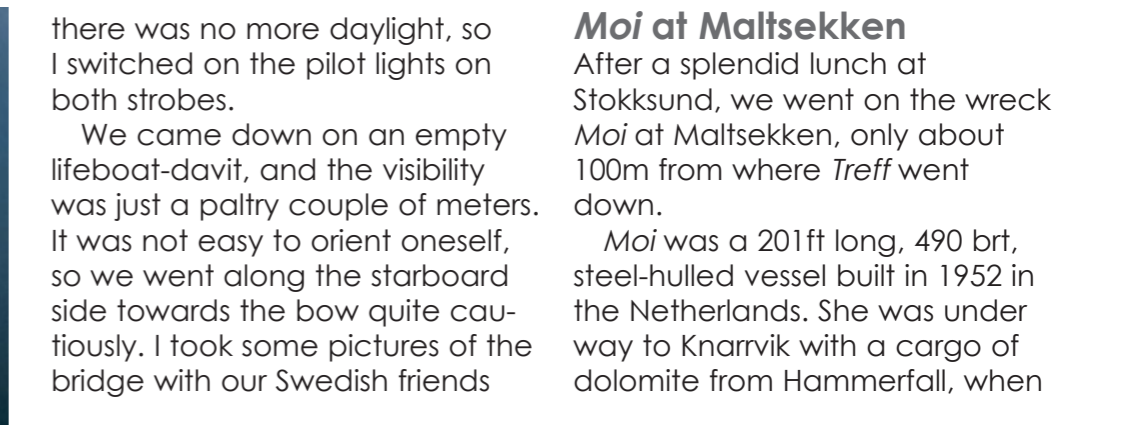 there was no more daylight, so
I switched on the pilot lights on
both strobes.
We came down on an empty
lifeboat-davit, and the visibility
was just a paltry couple of meters.
It was not easy to orient oneself,
so we went along the starboard
side towards the bow quite cau-
tiously. I took some pictures of the
bridge with our Swedish friends
Moi at Maltsekken
After a splendid lunch at
Stokksund, we went on the wreck
Moi at Maltsekken, only about
100m from where Treff went
down.
Moi was a 201ft long, 490 brt,
steel-hulled vessel built in 1952 in
the Netherlands. She was under
way to Knarrvik with a cargo of
dolomite from Hammerfall, when